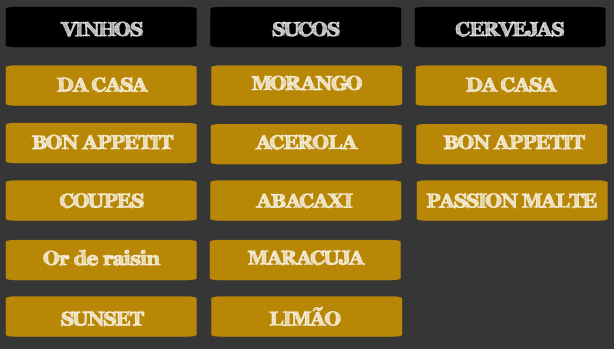 VINHOS SUCOS CERVEJAS
DA CASA MORANGO DA CASA
BON APPETIT ACEROLA BON APPETIT
COUPES ABACAXI PASSION MALTE
Or de raisin MARACUJA
SUNSET LIMÃO